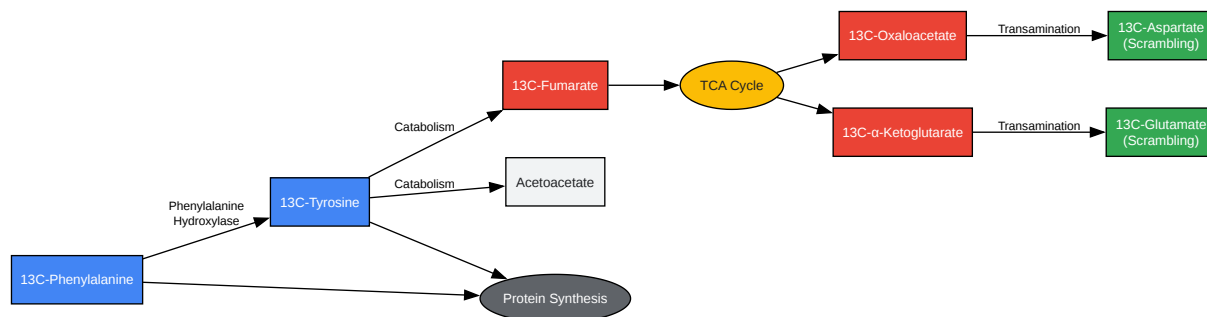 13C-Oxaloacetate
Transamination
13C-Aspartate
(Scrambling)
13C-Fumarate
TCA Cycle
Catabolism
13C-α-Ketoglutarate
Transamination
13C-Glutamate
(Scrambling)
Catabolism
Acetoacetate
Phenylalanine
Hydroxylase
13C-Tyrosine
13C-Phenylalanine
Protein Synthesis